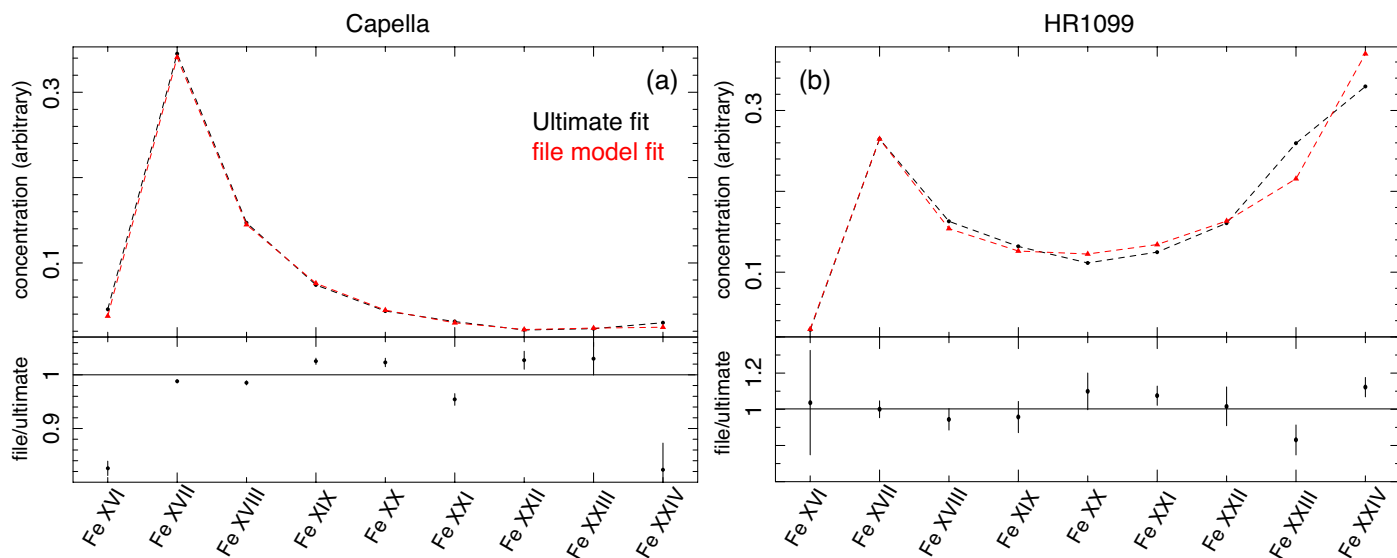 Capella
HR1099
(a)
(b)
Ultimate fit
file model fit
concentration (arbitrary)
0.3
0.1
concentration (arbitrary)
0.3
0.1
file/ultimate
1
0.9
file/ultimate
1.2
1
Fe XVI
Fe XVII
Fe XVIII
Fe XIX
Fe XX
Fe XXI
Fe XXII
Fe XXIII
Fe XXIV
Fe XVI
Fe XVII
Fe XVIII
Fe XIX
Fe XX
Fe XXI
Fe XXII
Fe XXIII
Fe XXIV